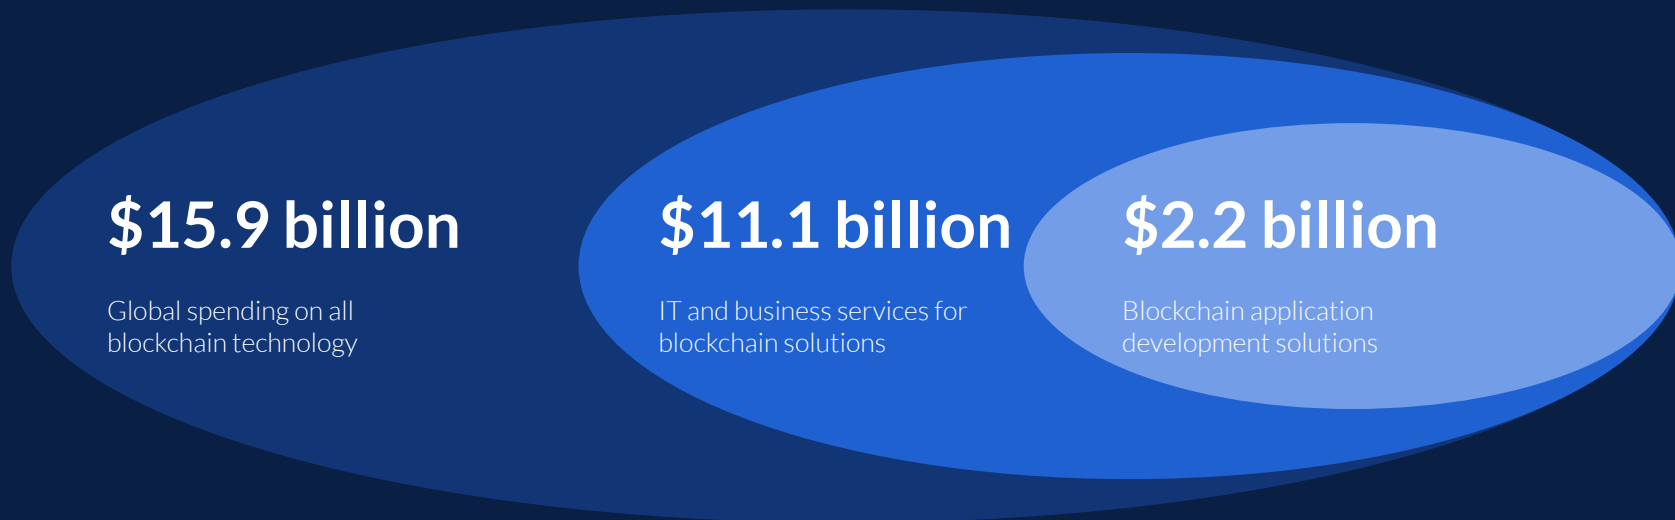 $15.9 billion
Global spending on all
blockchain technology
$11.1 billion
IT and business services for
blockchain solutions
$2.2 billion
Blockchain application
development solutions